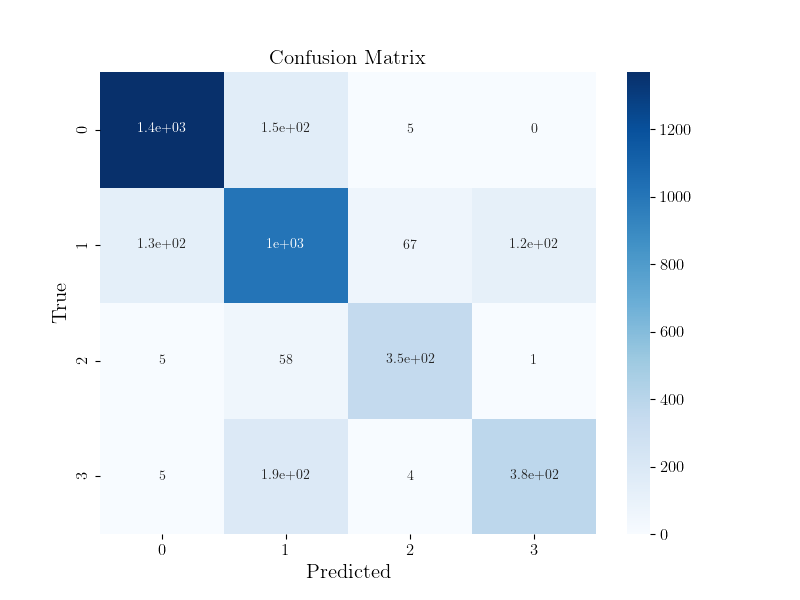 Confusion Matrix
0 1.4e+03 1.5e+02 5 0
1 1.3e+02 1e+03 67 1.2e+02
2 5 58 3.5e+02 1
3 5 1.9e+02 4 3.8e+02
0 1 2 3
Predicted
True
1200
1000
800
600
400
200
0